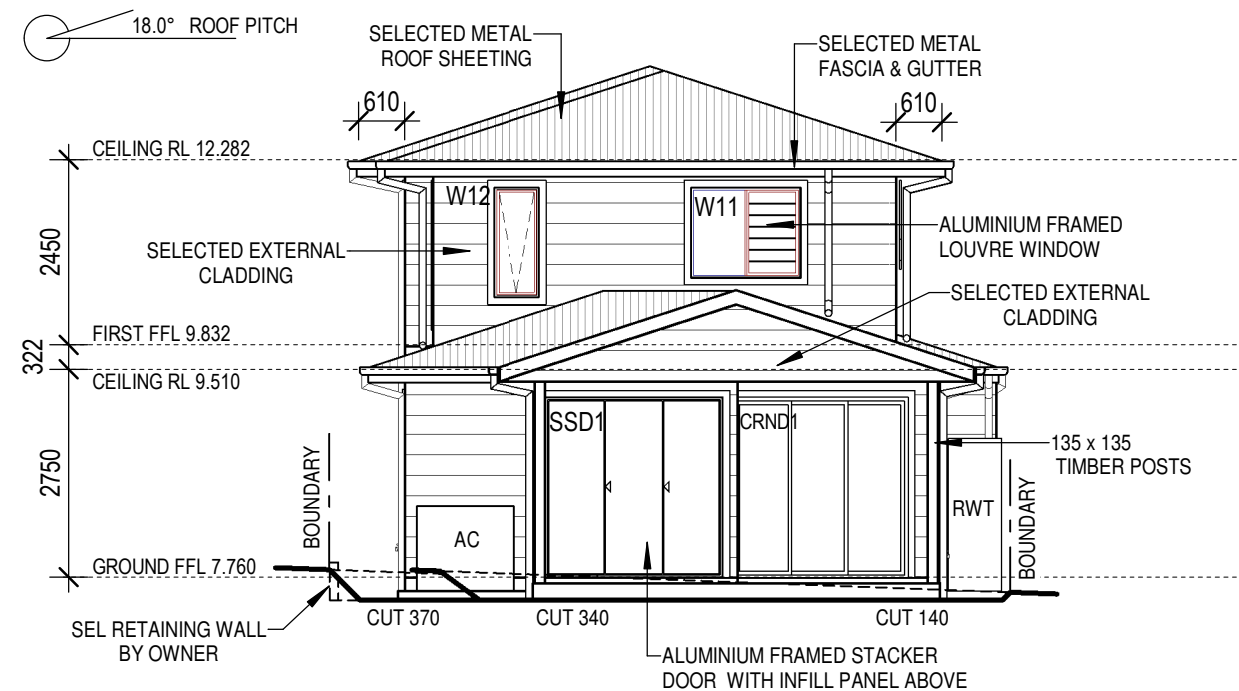 18.0° ROOF PITCH
SELECTED METAL
ROOF SHEETING
SELECTED METAL
FASCIA & GUTTER
610
610
CEILING RL 12.282
W12
W11
2450
SELECTED EXTERNAL
CLADDING
ALUMINIUM FRAMED
LOUVRE WINDOW
SELECTED EXTERNAL
CLADDING
FIRST FFL 9.832
322
CEILING RL 9.510
SSD1
CRND1
135 x 135
TIMBER POSTS
2750
BOUNDARY
AC
RWT
BOUNDARY
GROUND FFL 7.760
CUT 370
CUT 340
CUT 140
SEL RETAINING WALL
BY OWNER
ALUMINIUM FRAMED STACKER
DOOR WITH INFILL PANEL ABOVE